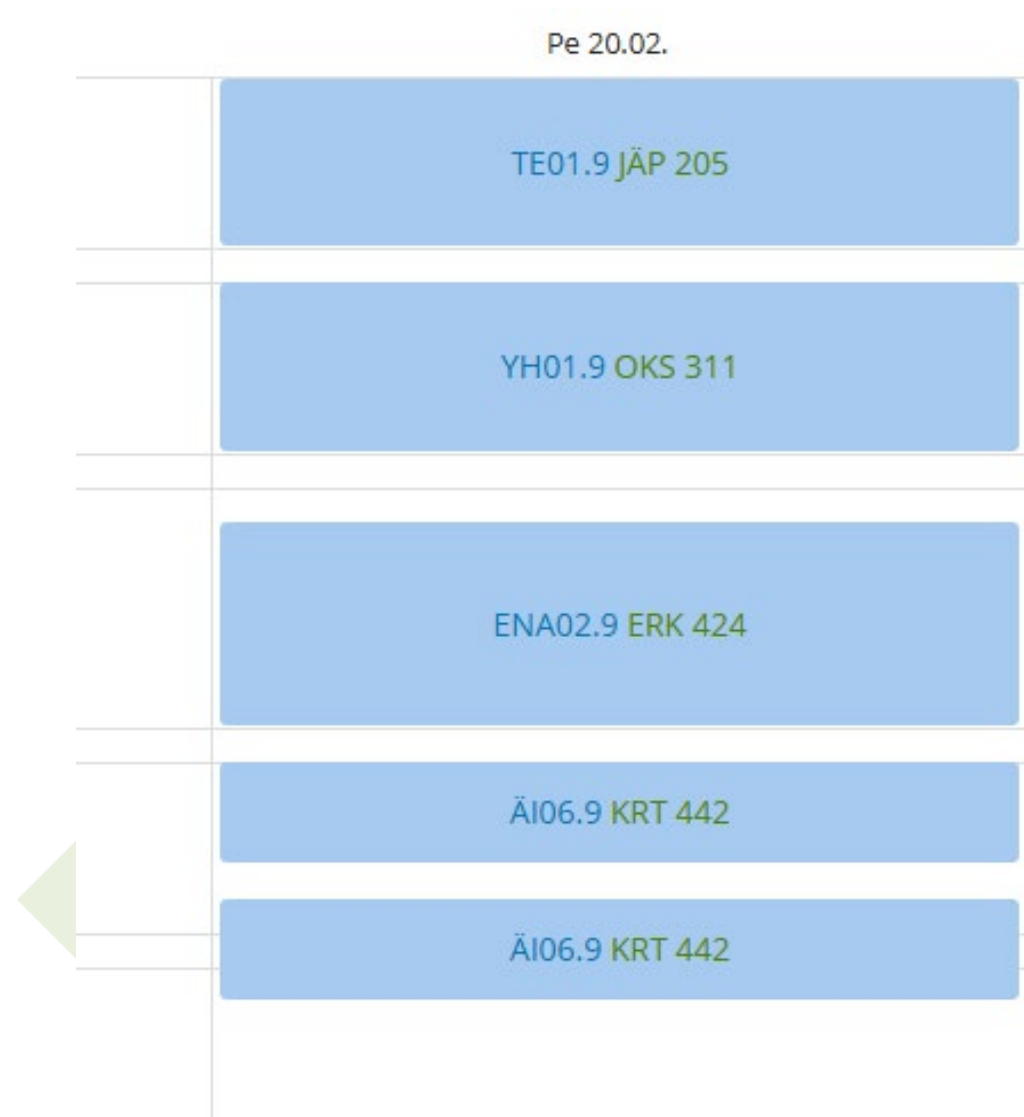 Pe 20.02.
TE01.9 JÄP 205
YH01.9 OKS 311
ENA02.9 ERK 424
ÄI06.9 KRT 442
ÄI06.9 KRT 442